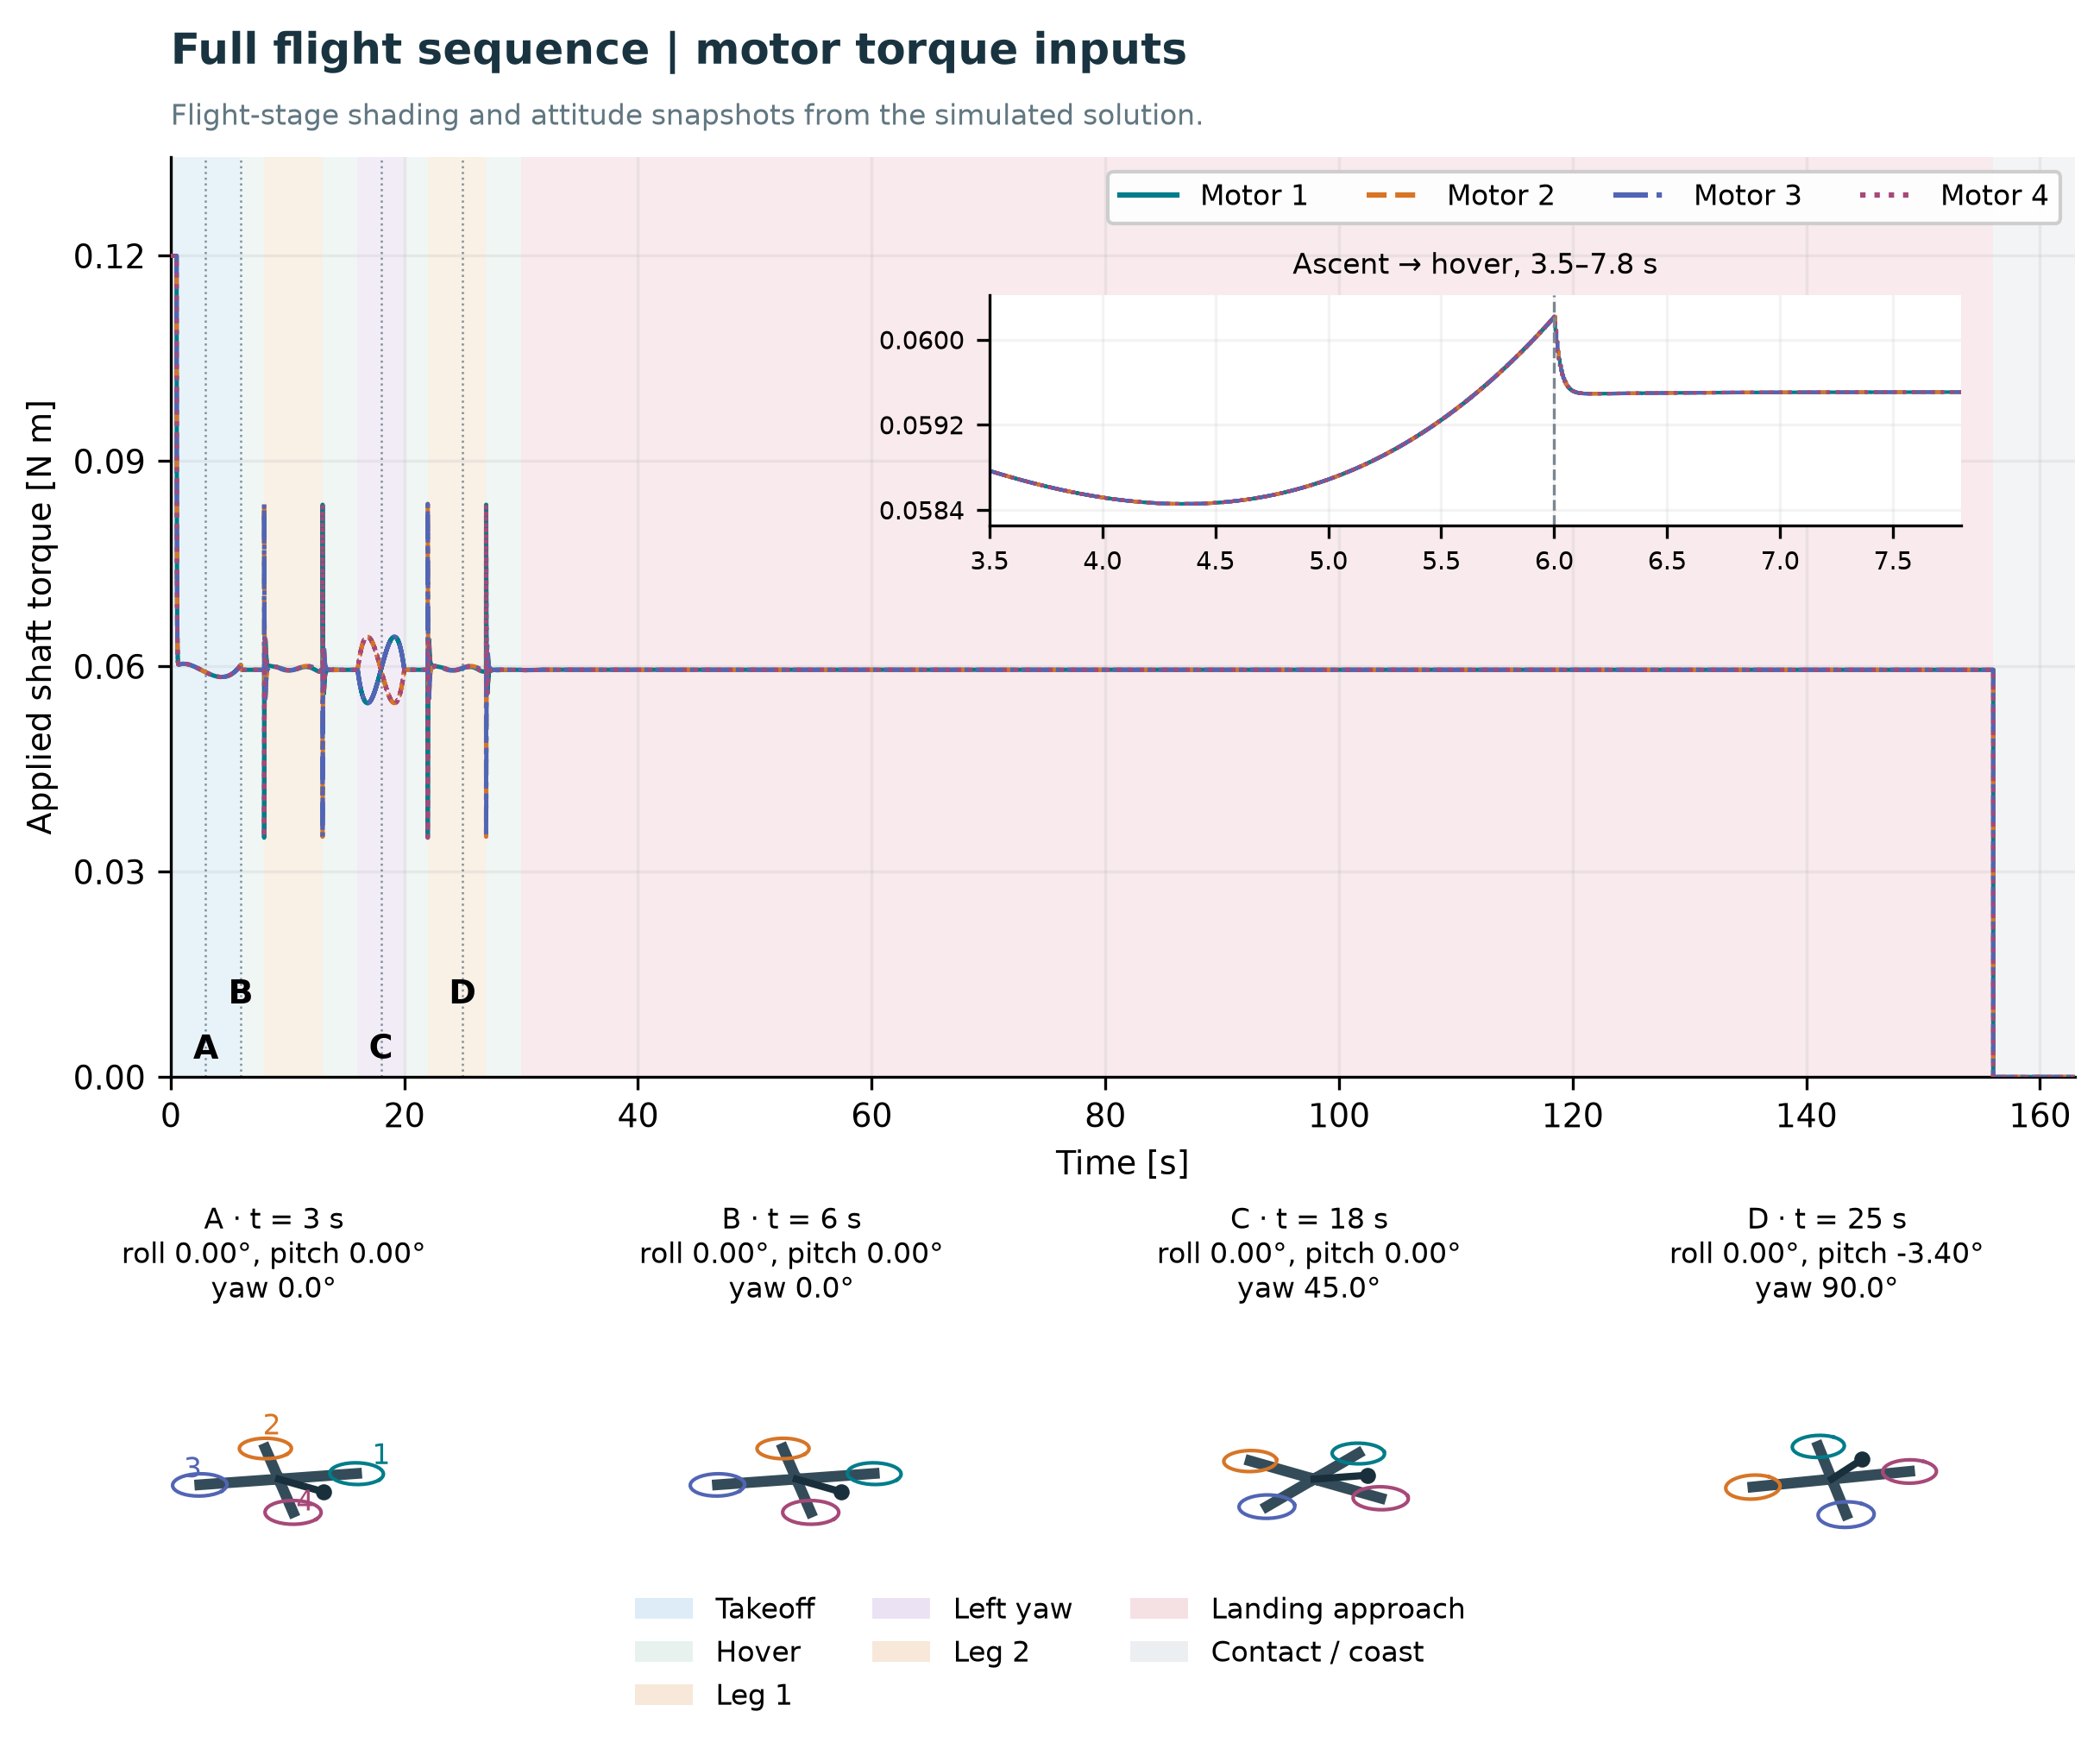 Full flight sequence | motor torque inputs
Flight-stage shading and attitude snapshots from the simulated solution.
Motor 1 Motor 2 Motor 3 Motor 4
Ascent → hover, 3.5–7.8 s
0.0600
0.0592
0.0584
3.5 4.0 4.5 5.0 5.5 6.0 6.5 7.0 7.5
Applied shaft torque [N m]
0.12
0.09
0.06
0.03
0.00
B D
A C
0 20 40 60 80 100 120 140 160
Time [s]
A · t = 3 s
roll 0.00°, pitch 0.00°
yaw 0.0°
B · t = 6 s
roll 0.00°, pitch 0.00°
yaw 0.0°
C · t = 18 s
roll 0.00°, pitch 0.00°
yaw 45.0°
D · t = 25 s
roll 0.00°, pitch -3.40°
yaw 90.0°
2
1
3
4
Takeoff
Hover
Leg 1
Left yaw
Leg 2
Landing approach
Contact / coast